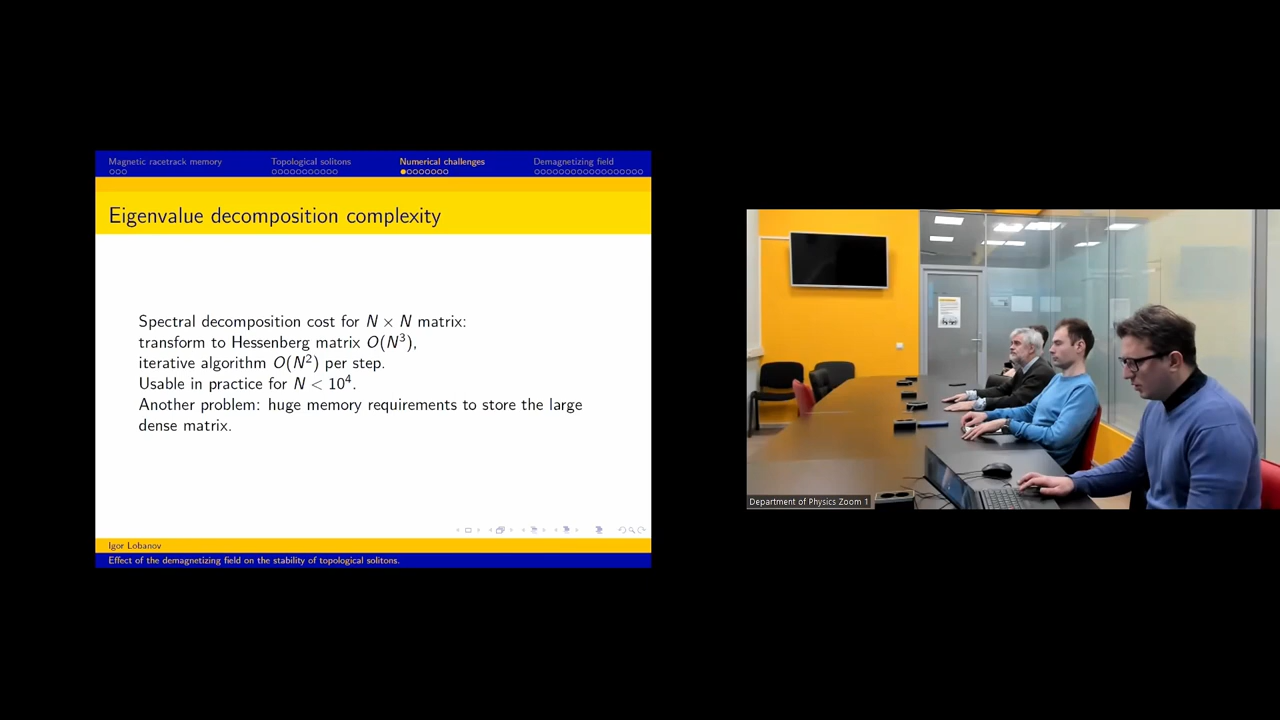 Magnetic racetrack memory
Topological solitons
Numerical challenges
Demagnetizing field
Eigenvalue decomposition complexity
Spectral decomposition cost for N × N matrix:
transform to Hessenberg matrix O(N³),
iterative algorithm O(N²) per step.
Usable in practice for N < 10⁴.
Another problem: huge memory requirements to store the large
dense matrix.
Igor Lobanov
Effect of the demagnetizing field on the stability of topological solitons.
Department of Physics Zoom 1